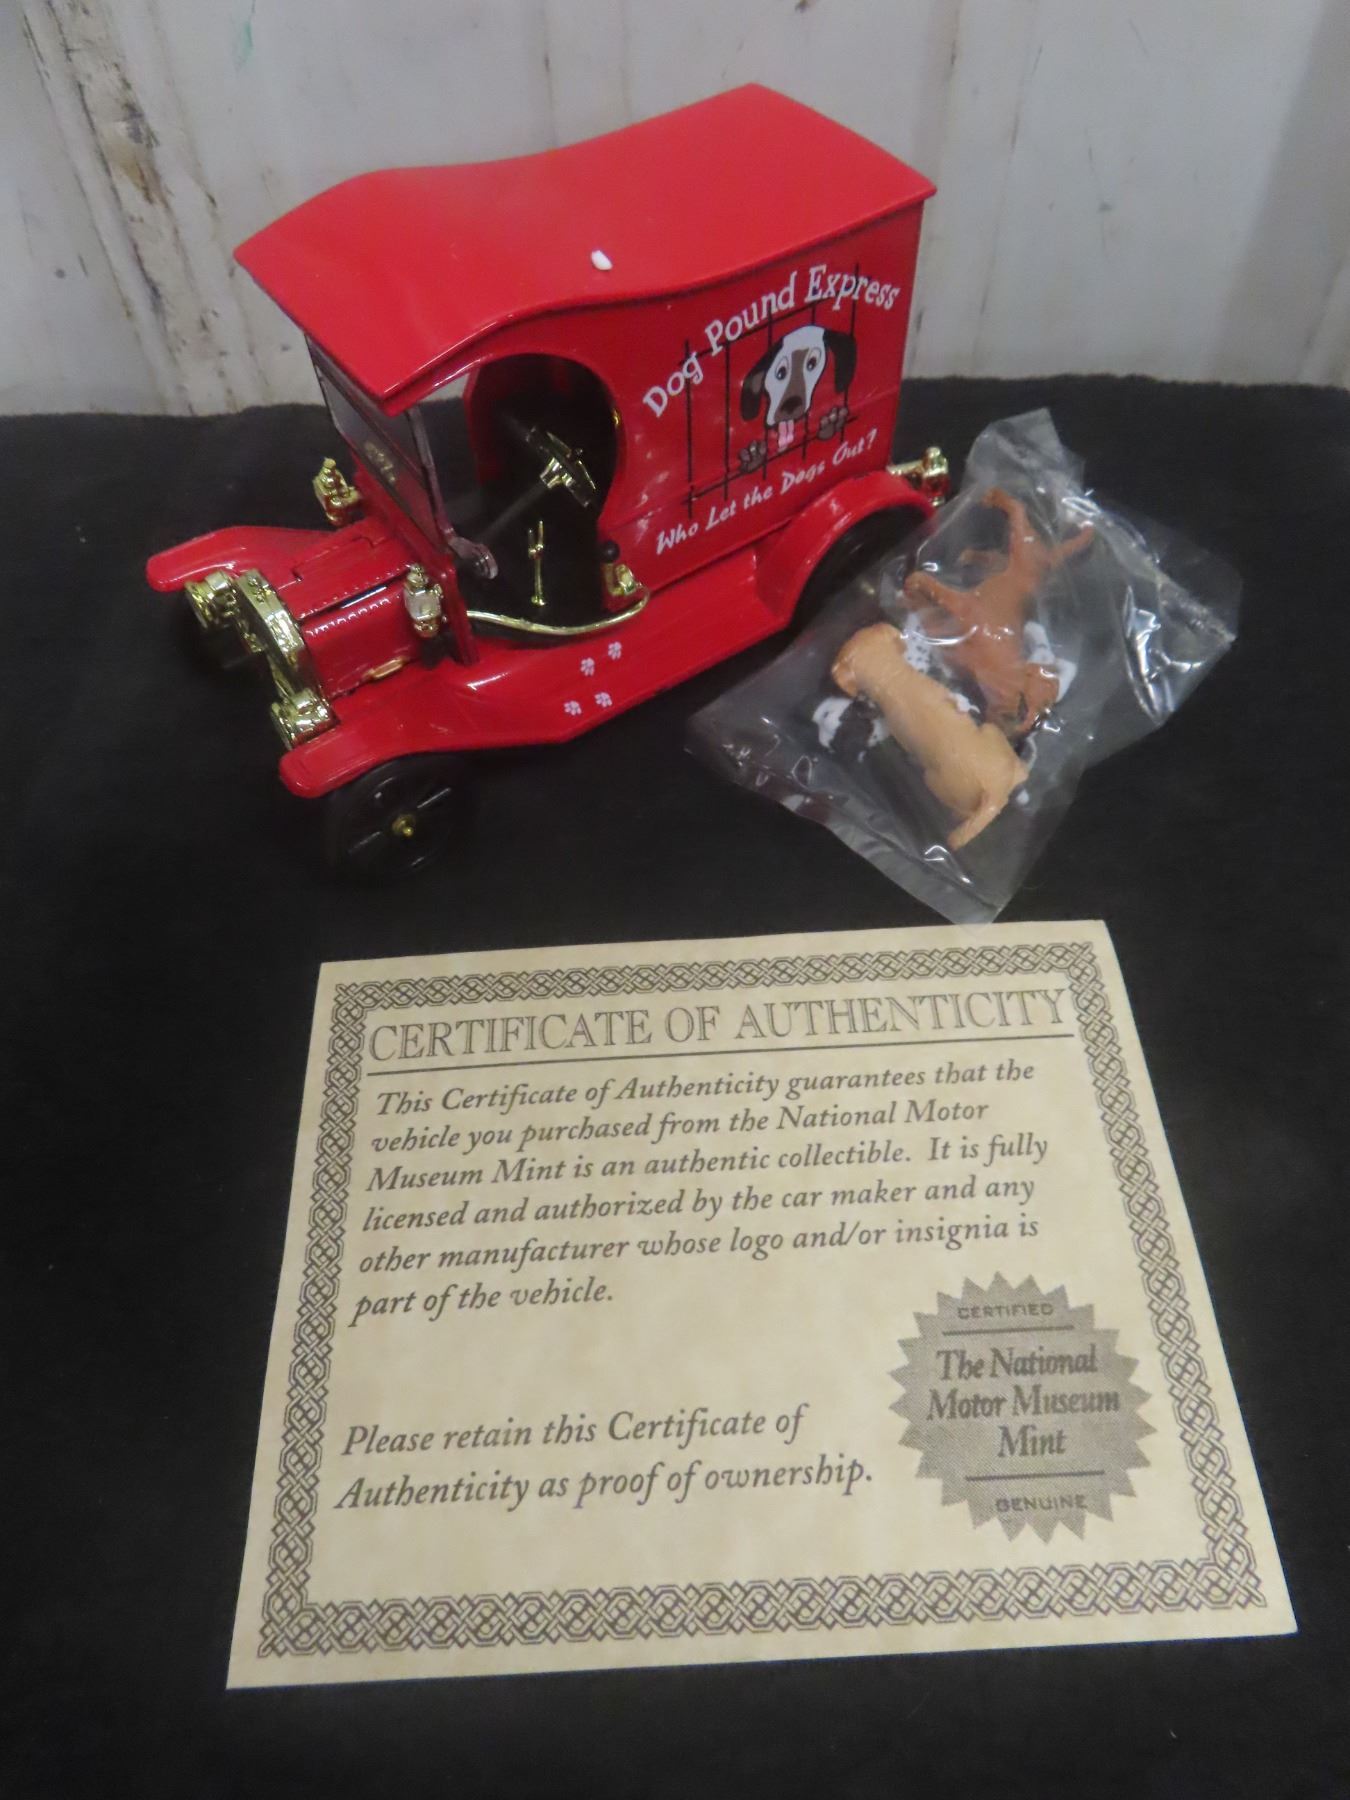 Dog Pound Express
Who Let the Dogs Out?
CERTIFICATE OF AUTHENTICITY
This Certificate of Authenticity guarantees that the
vehicle you purchased from the National Motor
Museum Mint is an authentic collectible. It is fully
licensed and authorized by the car maker and any
other manufacturer whose logo and/or insignia is
part of the vehicle.
Please retain this Certificate of
Authenticity as proof of ownership.
CERTIFIED
The National
Motor Museum
Mint
GENUINE